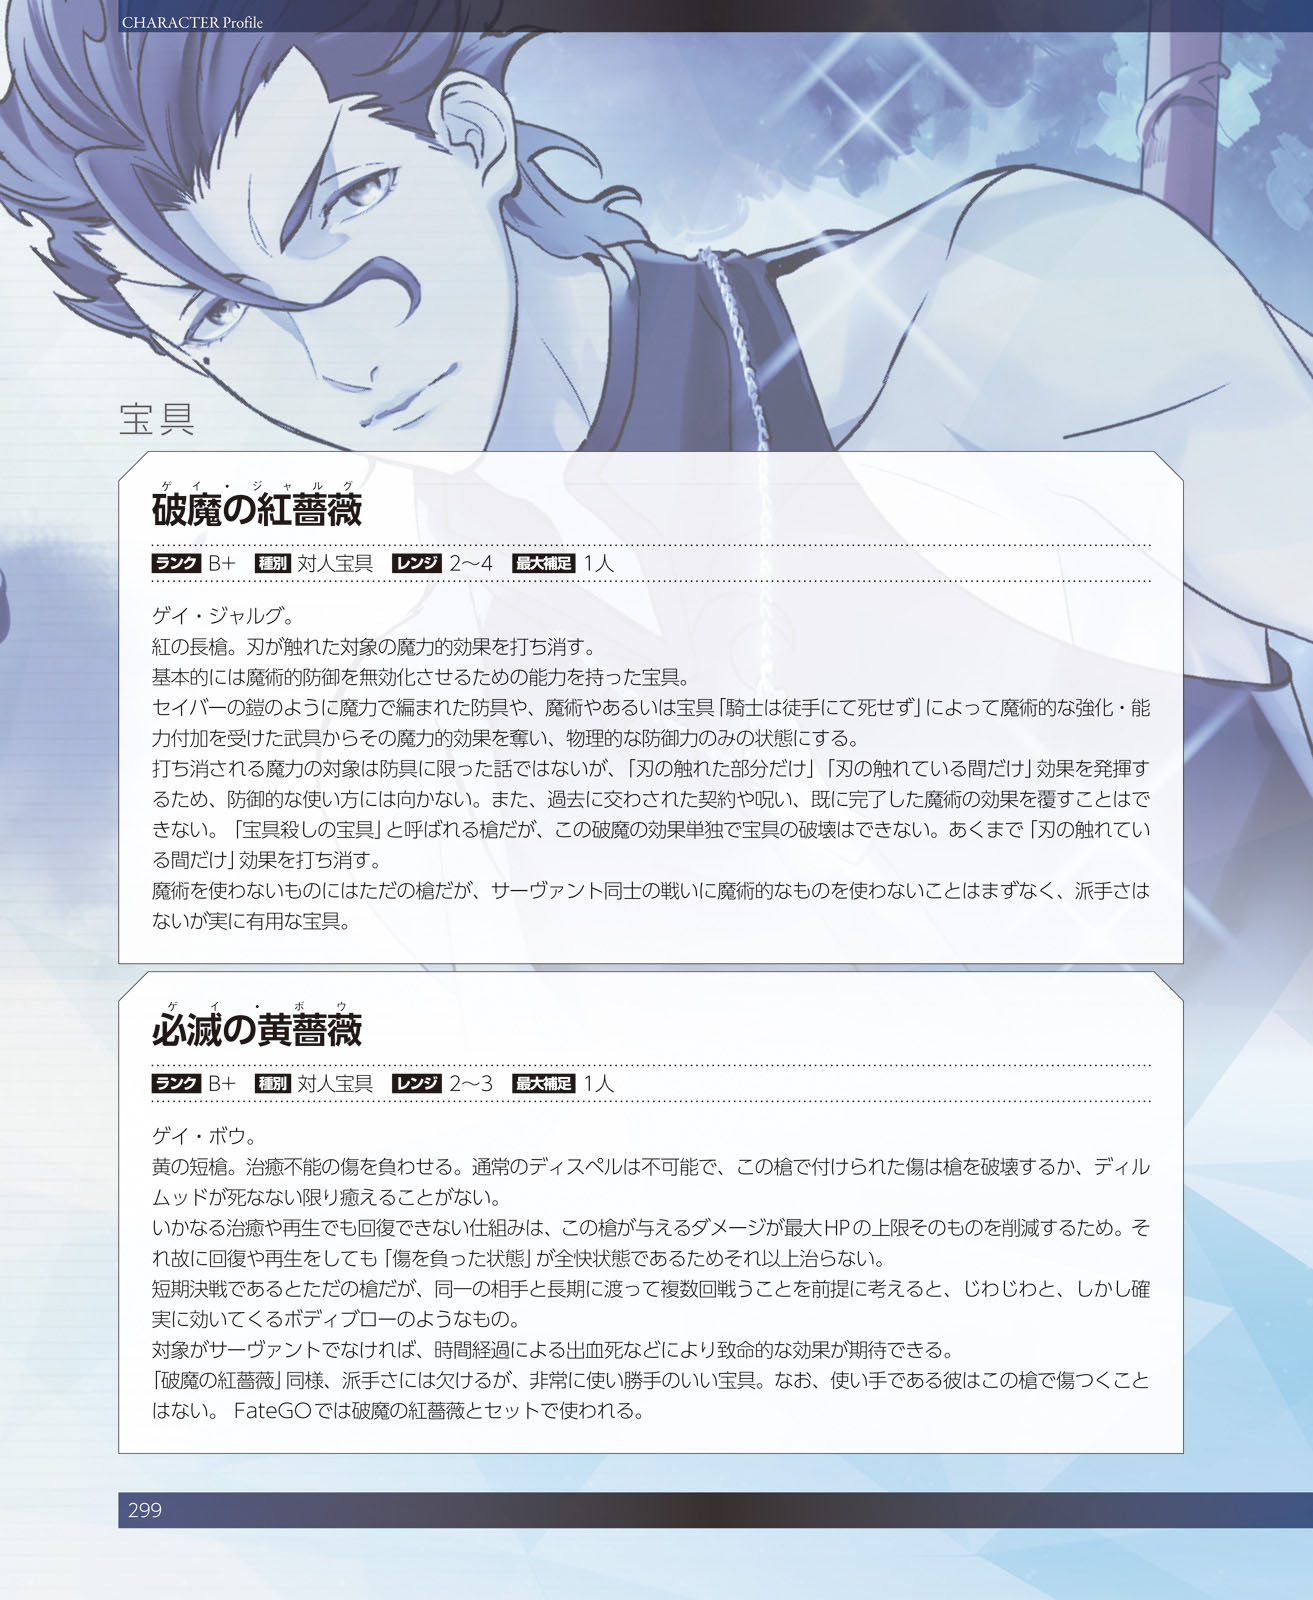 CHARACTER Profile
宝具
ゲイ・ジャルグ
破魔の紅薔薇
ランク B+ 種別 対人宝具 レンジ 2〜4 最大補足 1人
ゲイ・ジャルグ。
紅の長槍。刃が触れた対象の魔力的効果を打ち消す。
基本的には魔術的防御を無効化させるための能力を持った宝具。
セイバーの鎧のように魔力で編まれた防具や、魔術やあるいは宝具「騎士は徒手にて死せず」によって魔術的な強化・能
力付加を受けた武具からその魔力的効果を奪い、物理的な防御力のみの状態にする。
打ち消される魔力の対象は防具に限った話ではないが、「刃の触れた部分だけ」「刃の触れている間だけ」効果を発揮す
るため、防御的な使い方には向かない。また、過去に交わされた契約や呪い、既に完了した魔術の効果を覆すことはで
きない。「宝具殺しの宝具」と呼ばれる槍だが、この破魔の効果単独で宝具の破壊はできない。あくまで「刃の触れてい
る間だけ」効果を打ち消す。
魔術を使わないものにはただの槍だが、サーヴァント同士の戦いに魔術的なものを使わないことはまずなく、派手さは
ないが実に有用な宝具。
ゲイ・ボウ
必滅の黄薔薇
ランク B+ 種別 対人宝具 レンジ 2〜3 最大補足 1人
ゲイ・ボウ。
黄の短槍。治癒不能の傷を負わせる。通常のディスペルは不可能で、この槍で付けられた傷は槍を破壊するか、ディル
ムッドが死なない限り癒えることがない。
いかなる治癒や再生でも回復できない仕組みは、この槍が与えるダメージが最大HPの上限そのものを削減するため。そ
れ故に回復や再生をしても「傷を負った状態」が全快状態であるためそれ以上治らない。
短期決戦であるとただの槍だが、同一の相手と長期に渡って複数回戦うことを前提に考えると、じわじわと、しかし確
実に効いてくるボディブローのようなもの。
対象がサーヴァントでなければ、時間経過による出血死などにより致命的な効果が期待できる。
「破魔の紅薔薇」同様、派手さには欠けるが、非常に使い勝手のいい宝具。なお、使い手である彼はこの槍で傷つくこと
はない。 FateGOでは破魔の紅薔薇とセットで使われる。
299